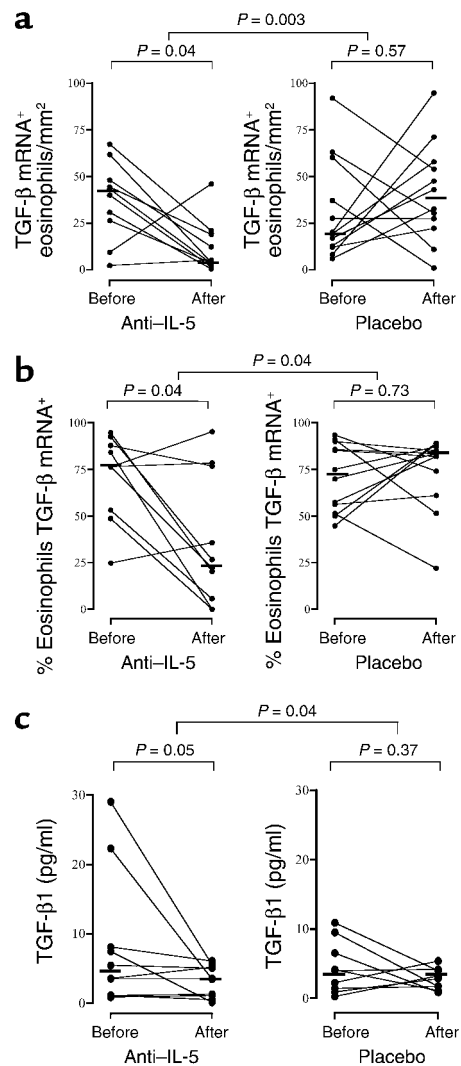 a
P = 0.003
P = 0.04
P = 0.57
TGF-β mRNA⁺
eosinophils/mm²
100
75
50
25
0
Before After
Anti–IL-5
TGF-β mRNA⁺
eosinophils/mm²
100
75
50
25
0
Before After
Placebo
b
P = 0.04
P = 0.04
P = 0.73
% Eosinophils TGF-β mRNA⁺
100
75
50
25
0
Before After
Anti–IL-5
% Eosinophils TGF-β mRNA⁺
100
75
50
25
0
Before After
Placebo
c
P = 0.04
P = 0.05
P = 0.37
TGF-β1 (pg/ml)
30
20
10
0
Before After
Anti–IL-5
TGF-β1 (pg/ml)
30
20
10
0
Before After
Placebo